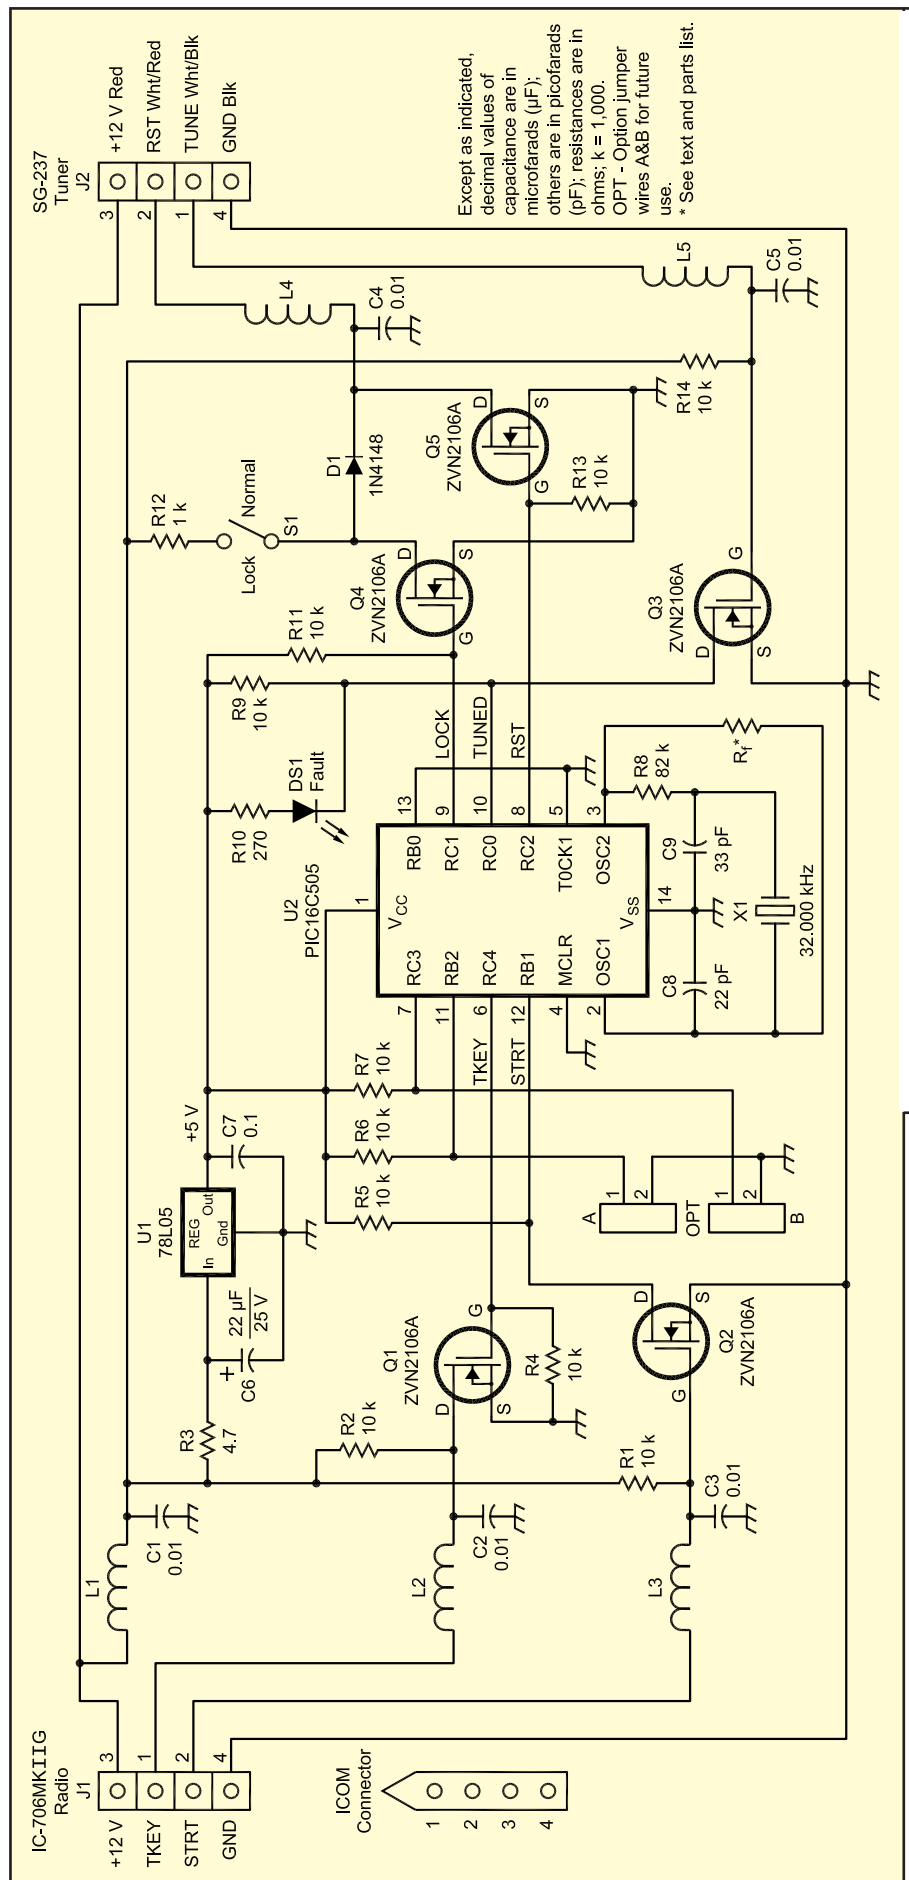 IC-706MKIIG
Radio
J1
+12 V
TKEY
STRT
GND
3
1
2
4
ICOM
Connector
1
2
3
4
L1
C1
0.01
L2
C2
0.01
L3
C3
0.01
R3
4.7
R2
10 k
R1
10 k
+
C6
22 µF
25 V
U1
78L05
REG
In
Out
Gnd
C7
0.1
+5 V
Q1
ZVN2106A
D
S
G
R4
10 k
Q2
ZVN2106A
D
S
G
A
1
2
OPT
1
2
B
R5
10 k
R6
10 k
R7
10 k
TKEY
STRT
U2
PIC16C505
1
VCC
7
RC3
11
RB2
6
RC4
12
RB1
4
MCLR
2
OSC1
RB0
13
RC1
9
RC0
10
RC2
8
T0CK1
5
OSC2
3
VSS
14
C8
22 pF
C9
33 pF
X1
32.000 kHz
R8
82 k
Rf*
R10
270
DS1
Fault
R9
10 k
R11
10 k
LOCK
TUNED
RST
Q4
ZVN2106A
D
S
G
R12
1 k
Lock
Normal
S1
D1
1N4148
Q5
ZVN2106A
D
S
G
R13
10 k
Q3
ZVN2106A
D
S
G
R14
10 k
L4
C4
0.01
L5
C5
0.01
SG-237
Tuner
J2
3
2
1
4
+12 V Red
RST Wht/Red
TUNE Wht/Blk
GND Blk
Except as indicated,
decimal values of
capacitance are in
microfarads (µF);
others are in picofarads
(pF); resistances are in
ohms; k = 1,000.
OPT - Option jumper
wires A&B for future
use.
* See text and parts list.